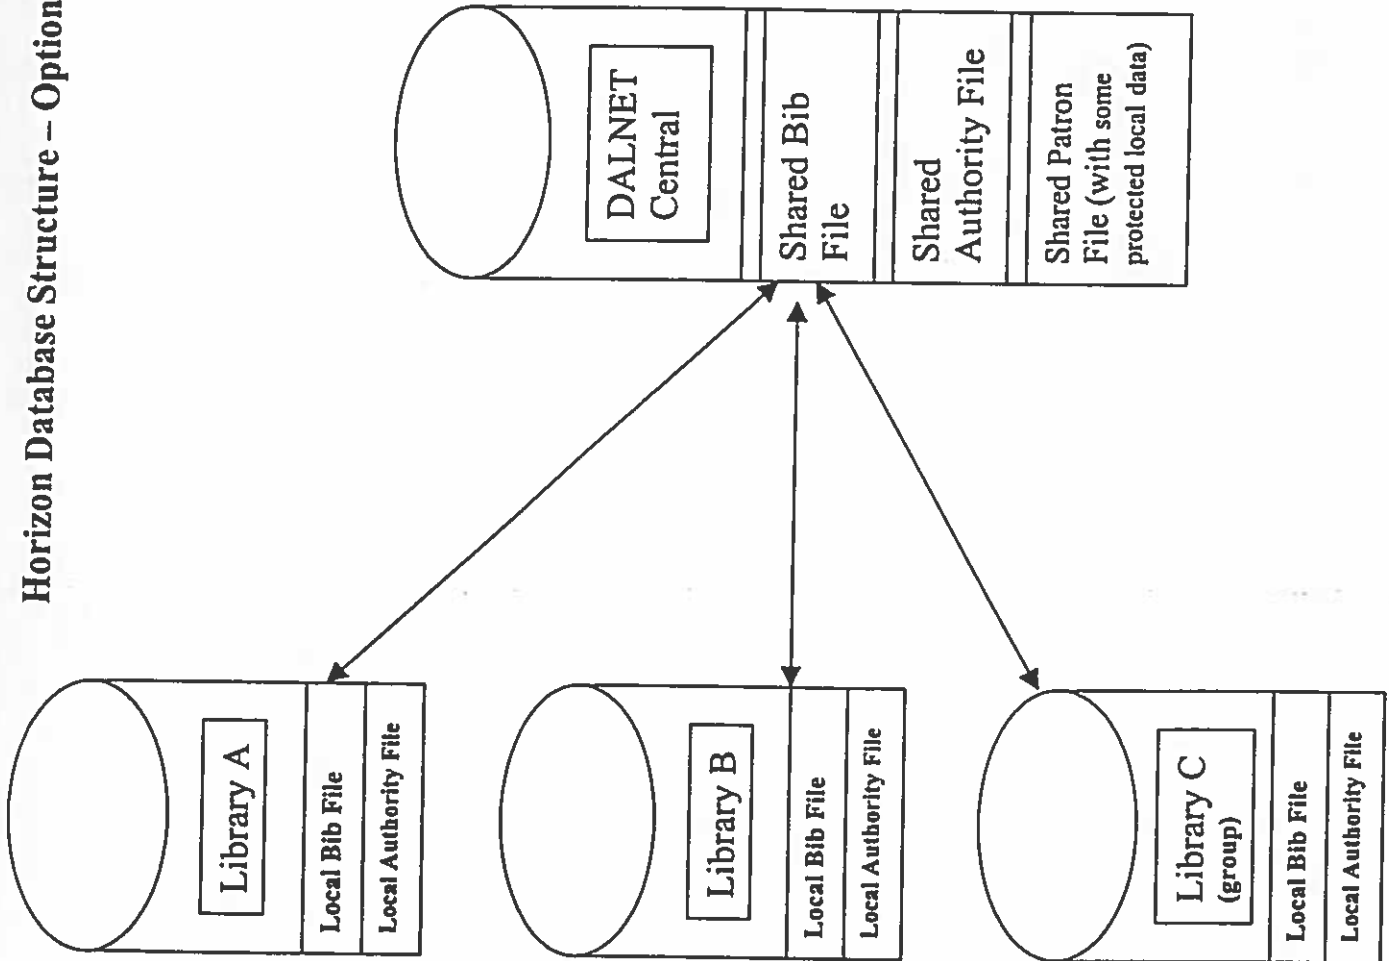 Horizon Database Structure – Option
Library A
Local Bib File
Local Authority File
Library B
Local Bib File
Local Authority File
Library C
(group)
Local Bib File
Local Authority File
DALNET
Central
Shared Bib
File
Shared
Authority File
Shared Patron
File (with some
protected local data)